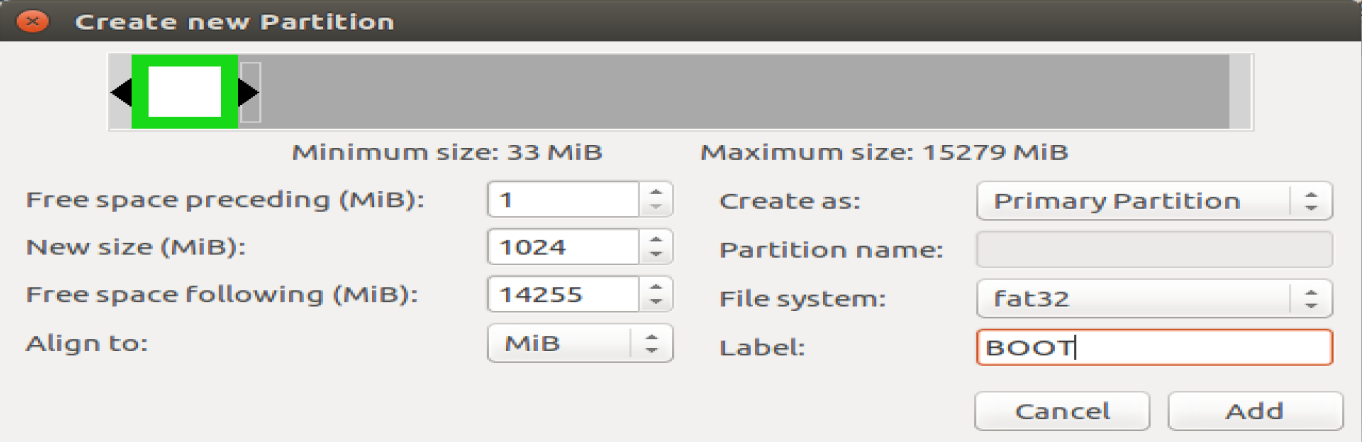 Create new Partition
Minimum size: 33 MiB Maximum size: 15279 MiB
Free space preceding (MiB): 1 Create as: Primary Partition
New size (MiB): 1024 Partition name:
Free space following (MiB): 14255 File system: fat32
Align to: MiB Label: BOOT
Cancel Add